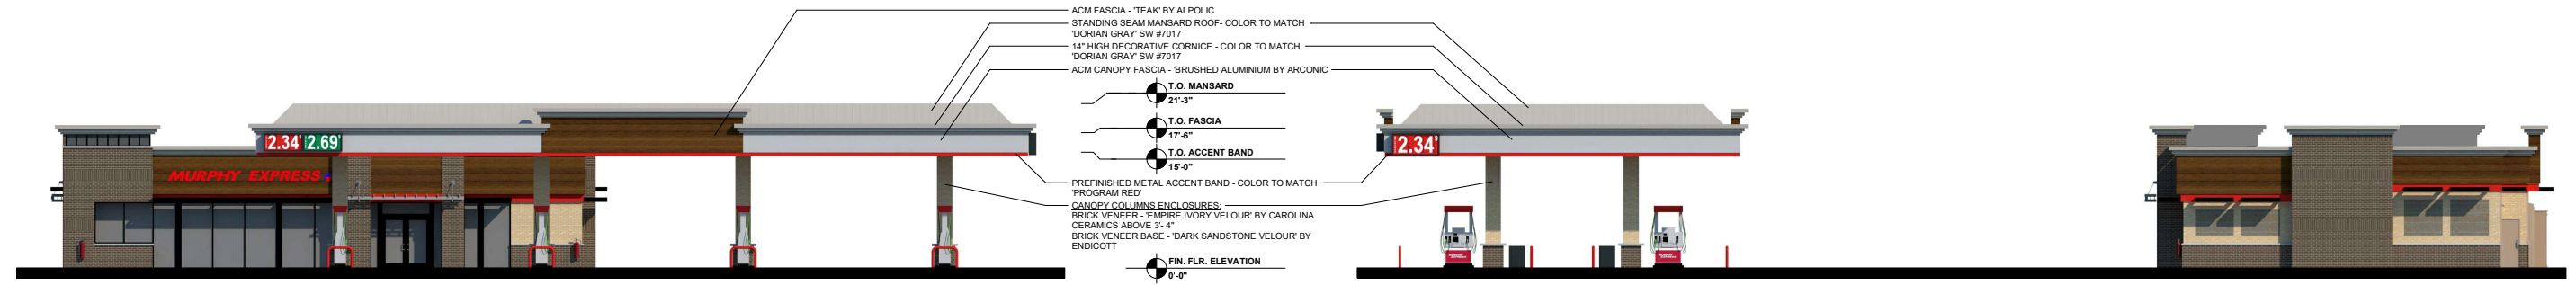 ACM FASCIA - 'TEAK' BY ALPOLIC
STANDING SEAM MANSARD ROOF- COLOR TO MATCH
'DORIAN GRAY' SW #7017
14" HIGH DECORATIVE CORNICE - COLOR TO MATCH
'DORIAN GRAY' SW #7017
ACM CANOPY FASCIA - 'BRUSHED ALUMINIUM BY ARCONIC
T.O. MANSARD
21'-3"
T.O. FASCIA
17'-6"
T.O. ACCENT BAND
15'-0"
PREFINISHED METAL ACCENT BAND - COLOR TO MATCH
'PROGRAM RED'
CANOPY COLUMNS ENCLOSURES:
BRICK VENEER - 'EMPIRE IVORY VELOUR' BY CAROLINA
CERAMICS ABOVE 3'- 4"
BRICK VENEER BASE - 'DARK SANDSTONE VELOUR' BY
ENDICOTT
FIN. FLR. ELEVATION
0'-0"
2.34 2.69
MURPHY EXPRESS
2.34